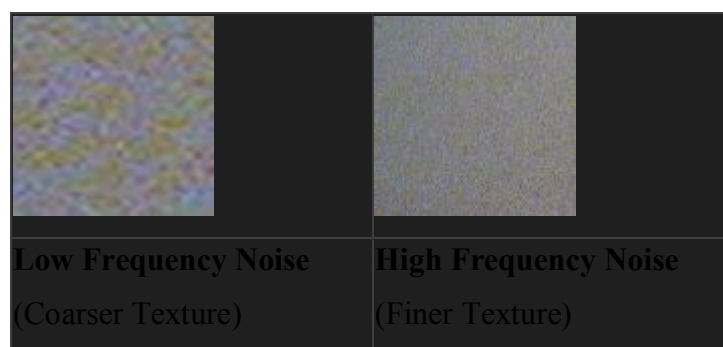 Low Frequency Noise
(Coarser Texture)
High Frequency Noise
(Finer Texture)